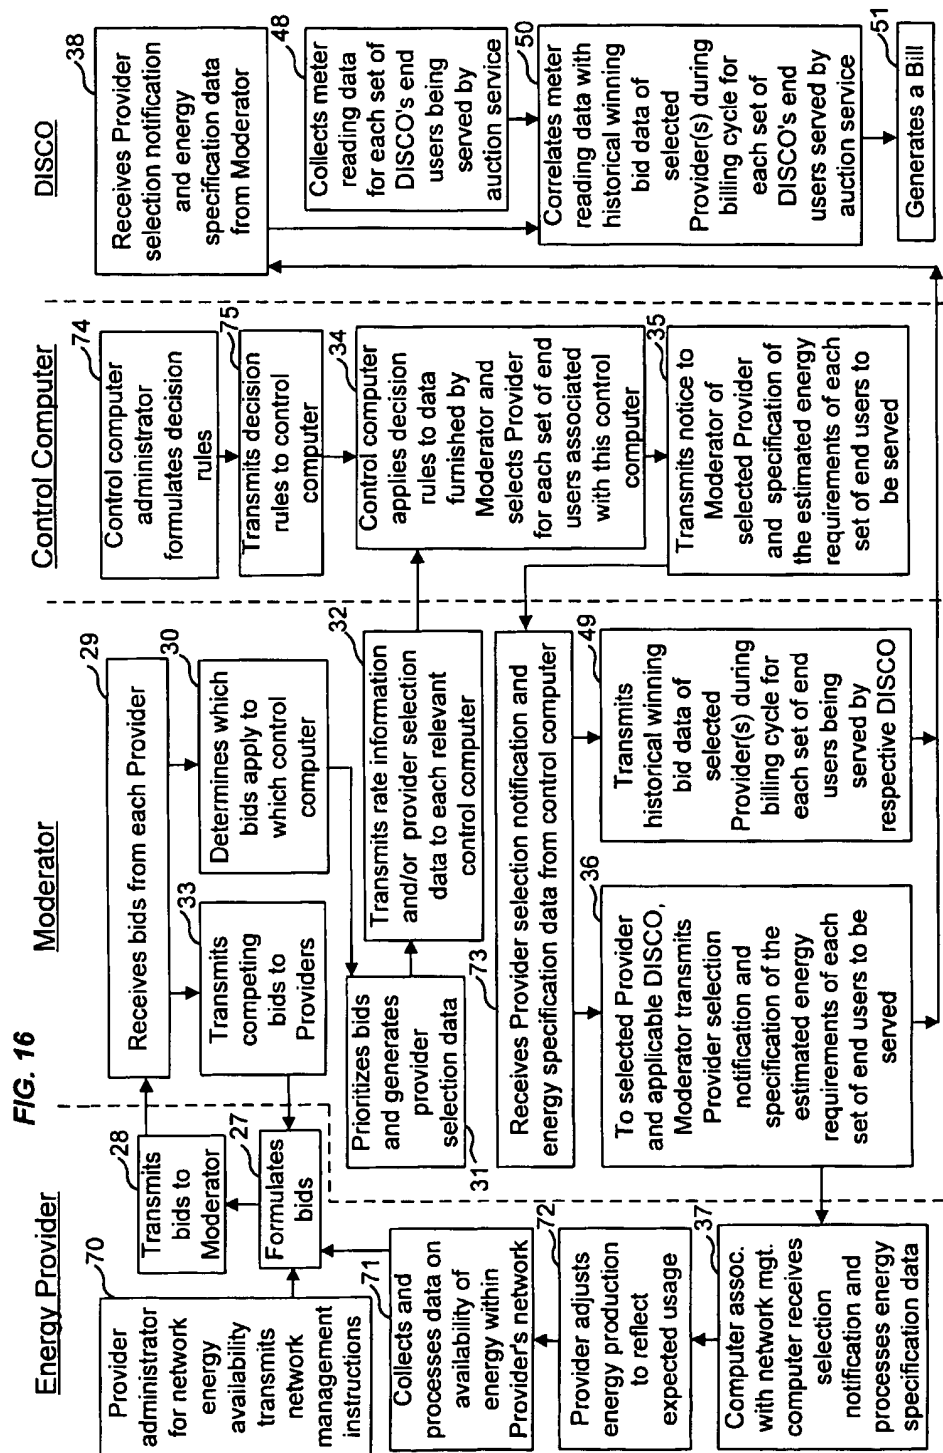 FIG. 16
Energy Provider
70
Provider
administrator
for network
energy
availability
transmits
network
management
instructions
28
Transmits
bids to
Moderator
27
Formulates
bids
71
Collects and
processes data on
availability of
energy within
Provider's network
72
Provider adjusts
energy production
to reflect
expected usage
37
Computer assoc.
with network mgt.
computer receives
selection
notification and
processes energy
specification data
Moderator
29
Receives bids from each Provider
33
Transmits
competing
bids to
Providers
30
Determines which
bids apply to
which control
computer
31
Prioritizes bids
and generates
provider
selection data
32
Transmits rate information
and/or provider selection
data to each relevant
control computer
73
Receives Provider selection notification and
energy specification data from control computer
36
To selected Provider
and applicable DISCO,
Moderator transmits
Provider selection
notification and
specification of the
estimated energy
requirements of each
set of end users to be
served
49
Transmits
historical winning
bid data of
selected
Provider(s) during
billing cycle for
each set of end
users being
served by
respective DISCO
Control Computer
74
Control computer
administrator
formulates decision
rules
75
Transmits decision
rules to control
computer
34
Control computer
applies decision
rules to data
furnished by
Moderator and
selects Provider
for each set of end
users associated
with this control
computer
35
Transmits notice to
Moderator of
selected Provider
and specification of
the estimated energy
requirements of each
set of end users to
be served
DISCO
38
Receives Provider
selection notification
and energy
specification data
from Moderator
48
Collects meter
reading data
for each set of
DISCO's end
users being
served by
auction service
50
Correlates meter
reading data with
historical winning
bid data of
selected
Provider(s) during
billing cycle for
each set of
DISCO's end
users served by
auction service
51
Generates a Bill